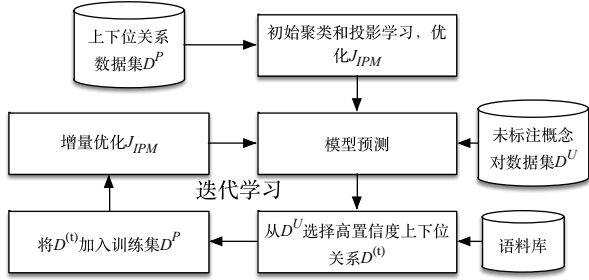 上下位关系
数据集D^P
初始聚类和投影学习，优
化J_IPM
增量优化J_IPM
模型预测
未标注概念
对数据集D^U
迭代学习
将D^(t)加入训练集D^P
从D^U选择高置信度上下位
关系D^(t)
语料库